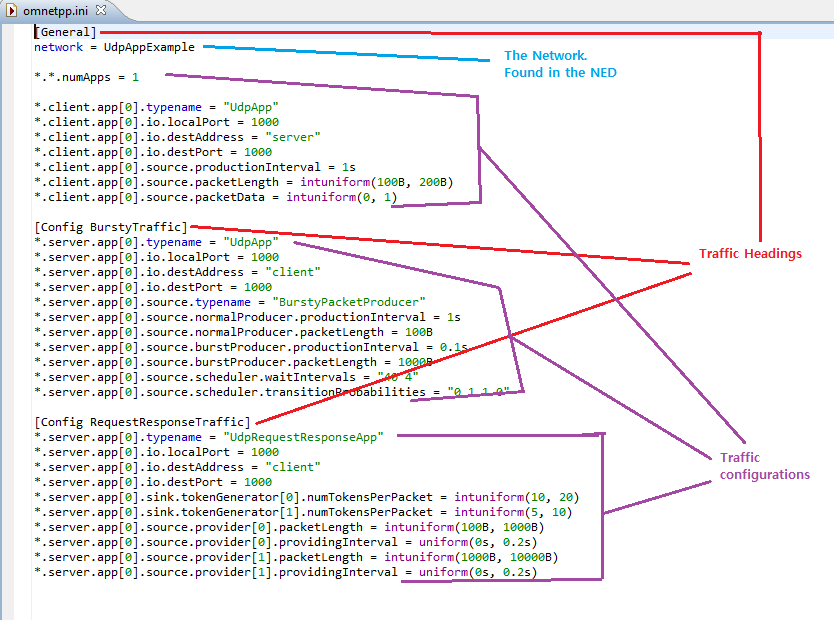 omnetpp.ini
[General]
network = UdpAppExample
The Network.
Found in the NED
*.*.numApps = 1
*.client.app[0].typename = "UdpApp"
*.client.app[0].io.localPort = 1000
*.client.app[0].io.destAddress = "server"
*.client.app[0].io.destPort = 1000
*.client.app[0].source.productionInterval = 1s
*.client.app[0].source.packetLength = intuniform(100B, 200B)
*.client.app[0].source.packetData = intuniform(0, 1)
[Config BurstyTraffic]
*.server.app[0].typename = "UdpApp"
*.server.app[0].io.localPort = 1000
Traffic Headings
*.server.app[0].io.destAddress = "client"
*.server.app[0].io.destPort = 1000
*.server.app[0].source.typename = "BurstyPacketProducer"
*.server.app[0].source.normalProducer.productionInterval = 1s
*.server.app[0].source.normalProducer.packetLength = 100B
*.server.app[0].source.burstProducer.productionInterval = 0.1s
*.server.app[0].source.burstProducer.packetLength = 1000B
*.server.app[0].source.scheduler.waitIntervals = "40 4"
*.server.app[0].source.scheduler.transitionProbabilities = "0 1 1 0"
[Config RequestResponseTraffic]
*.server.app[0].typename = "UdpRequestResponseApp"
*.server.app[0].io.localPort = 1000
*.server.app[0].io.destAddress = "client"
*.server.app[0].io.destPort = 1000
Traffic
configurations
*.server.app[0].sink.tokenGenerator[0].numTokensPerPacket = intuniform(10, 20)
*.server.app[0].sink.tokenGenerator[1].numTokensPerPacket = intuniform(5, 10)
*.server.app[0].source.provider[0].packetLength = intuniform(100B, 1000B)
*.server.app[0].source.provider[0].providingInterval = uniform(0s, 0.2s)
*.server.app[0].source.provider[1].packetLength = intuniform(1000B, 10000B)
*.server.app[0].source.provider[1].providingInterval = uniform(0s, 0.2s)